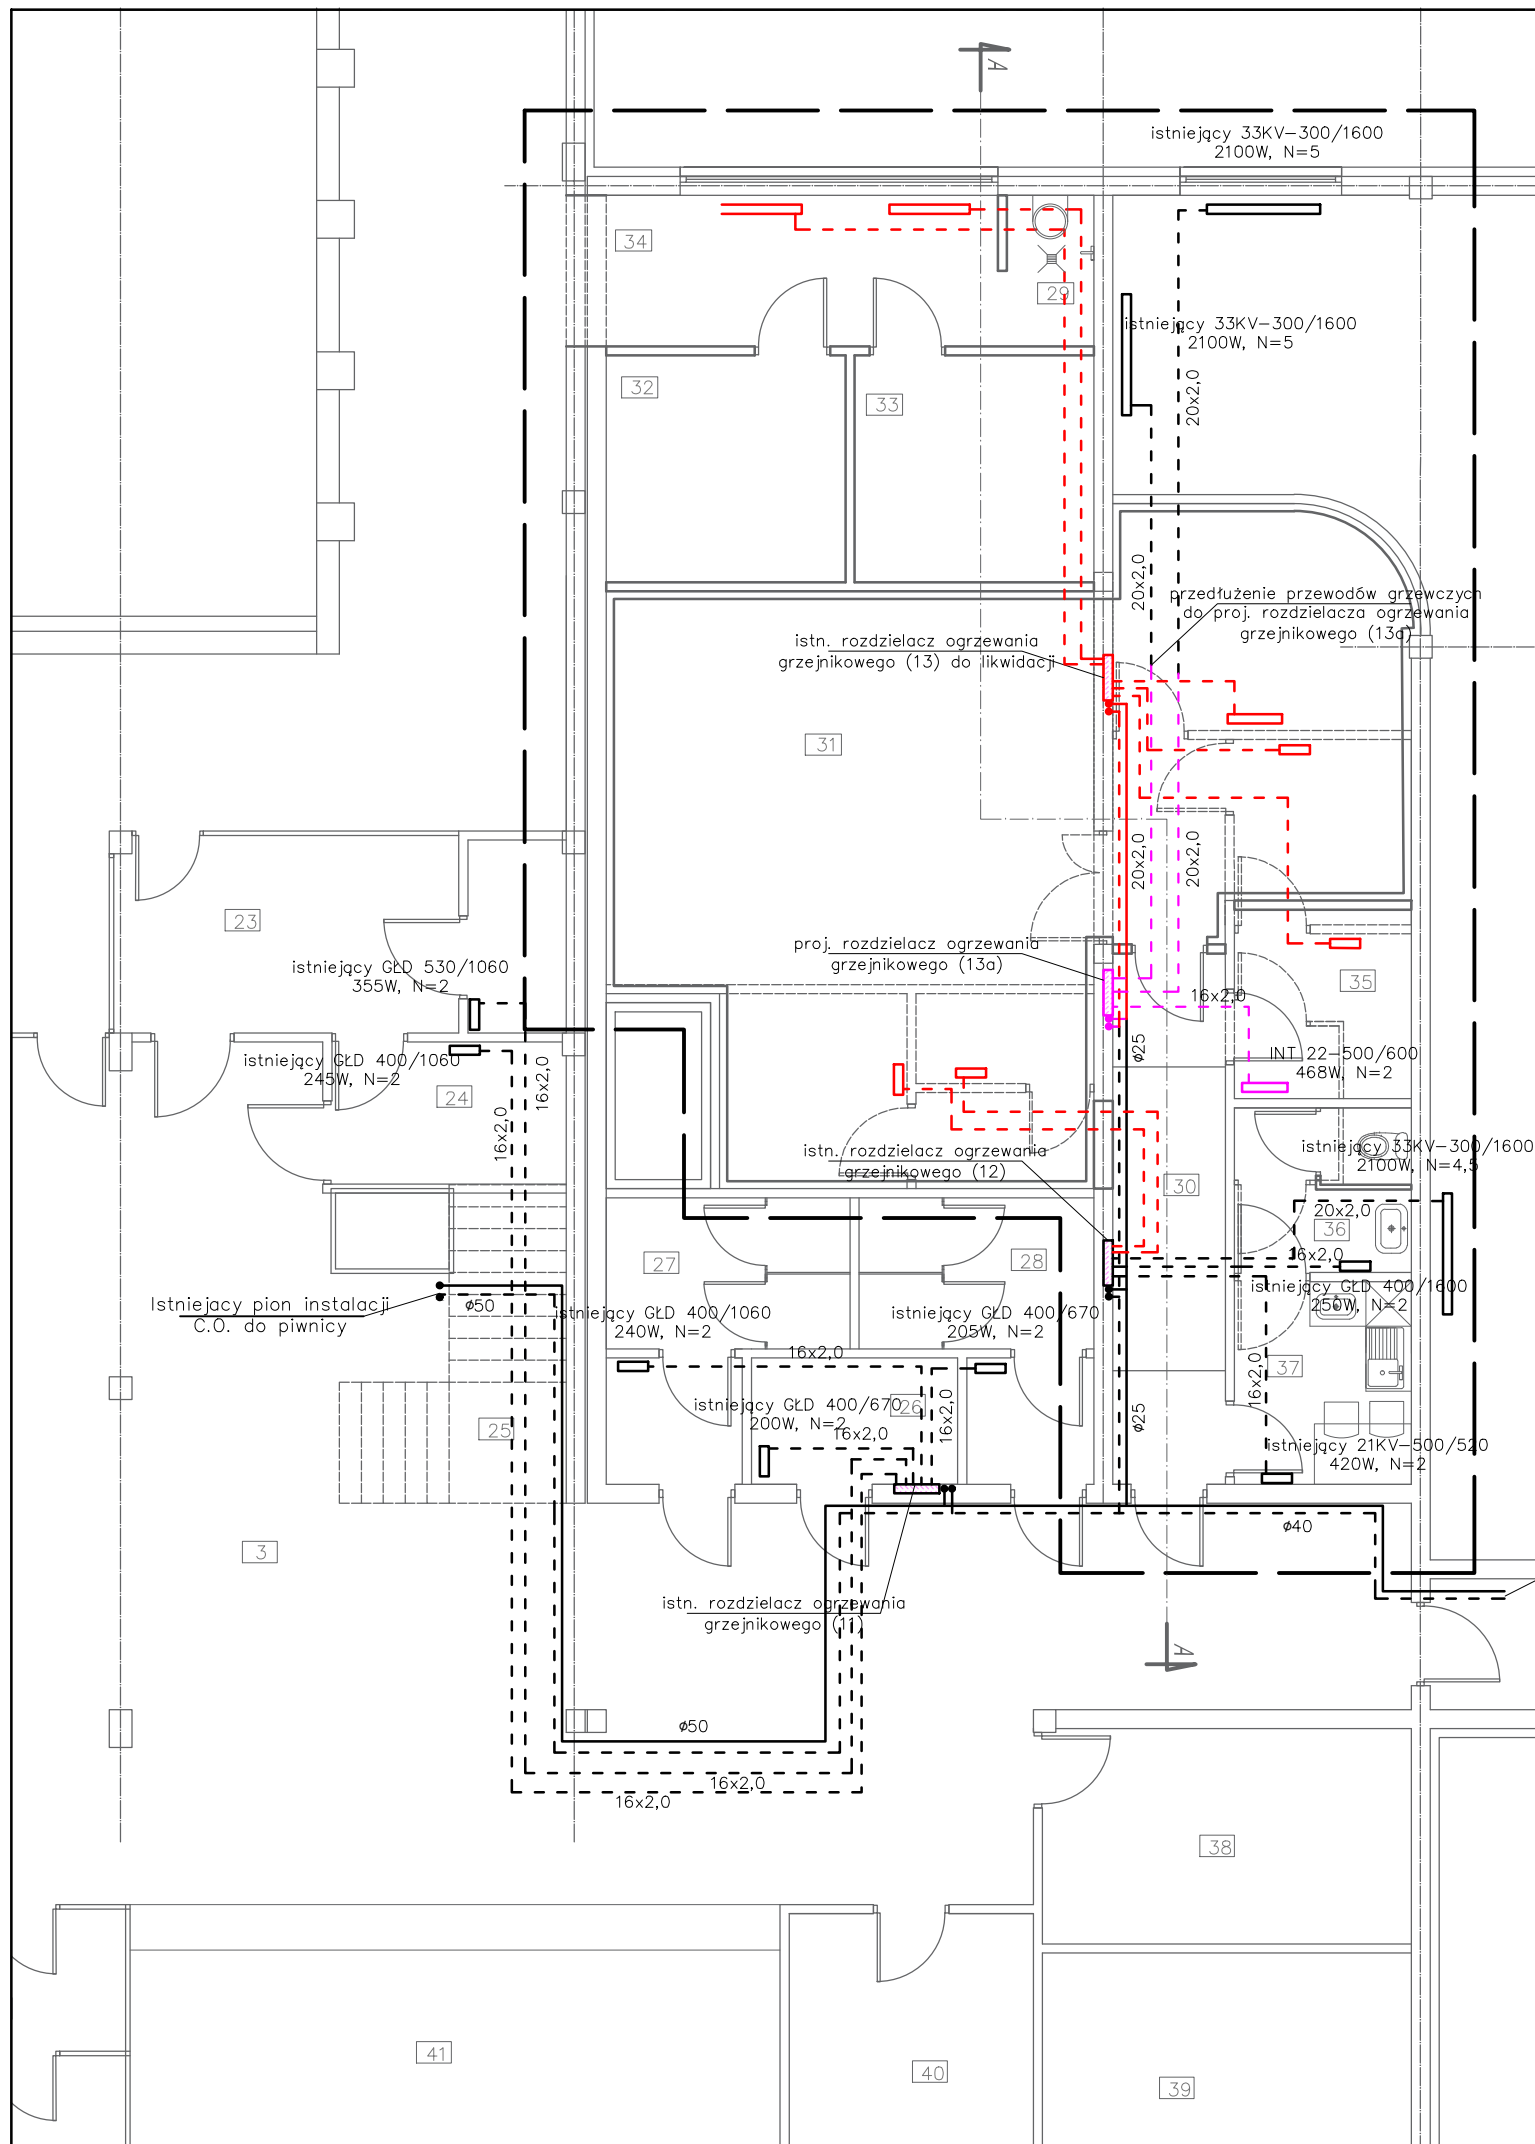 A
istniejący 33KV-300/1600
2100W, N=5
34
29
istniejący 33KV-300/1600
2100W, N=5
32
33
20x2,0
20x2,0
przedłużenie przewodów grzewczych
do proj. rozdzielacza ogrzewania
grzejnikowego (13a)
istn. rozdzielacz ogrzewania
grzejnikowego (13) do likwidacji
31
20x2,0
20x2,0
23
proj. rozdzielacz ogrzewania
grzejnikowego (13a)
istniejący GŁD 530/1060
355W, N=2
35
16x2,0
istniejący GŁD 400/1060
245W, N=2
ø25
INT 22-500/600
468W, N=2
24
16x2,0
16x2,0
istn. rozdzielacz ogrzewania
grzejnikowego (12)
istniejący 33KV-300/1600
2100W, N=4,5
30
20x2,0
36
27
28
16x2,0
Istniejacy pion instalacji
C.O. do piwnicy
ø50
istniejący GŁD 400/1060
240W, N=2
istniejący GŁD 400/670
205W, N=2
istniejący GŁD 400/1600
250W, N=2
16x2,0
37
16x2,0
istniejący GŁD 400/670
200W, N=2
26
16x2,0
16x2,0
ø25
25
istniejący 21KV-500/520
420W, N=2
ø40
3
istn. rozdzielacz ogrzewania
grzejnikowego (11)
A
ø50
16x2,0
16x2,0
38
41
40
39